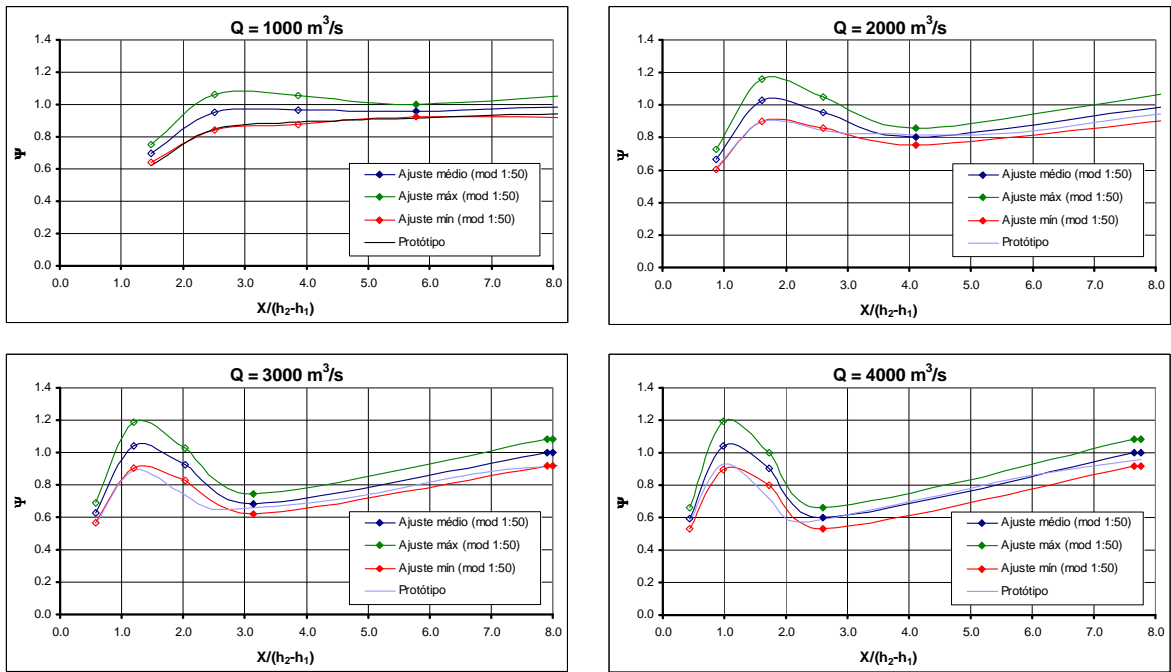 Q = 1000 m³/s
1.4
1.2
1.0
0.8
0.6
0.4
0.2
0.0
Ψ
Ajuste médio (mod 1:50)
Ajuste máx (mod 1:50)
Ajuste mín (mod 1:50)
Protótipo
0.0 1.0 2.0 3.0 4.0 5.0 6.0 7.0 8.0
X/(h₂-h₁)
Q = 2000 m³/s
1.4
1.2
1.0
0.8
0.6
0.4
0.2
0.0
Ψ
Ajuste médio (mod 1:50)
Ajuste máx (mod 1:50)
Ajuste mín (mod 1:50)
Protótipo
0.0 1.0 2.0 3.0 4.0 5.0 6.0 7.0 8.0
X/(h₂-h₁)
Q = 3000 m³/s
1.4
1.2
1.0
0.8
0.6
0.4
0.2
0.0
Ψ
Ajuste médio (mod 1:50)
Ajuste máx (mod 1:50)
Ajuste mín (mod 1:50)
Protótipo
0.0 1.0 2.0 3.0 4.0 5.0 6.0 7.0 8.0
X/(h₂-h₁)
Q = 4000 m³/s
1.4
1.2
1.0
0.8
0.6
0.4
0.2
0.0
Ψ
Ajuste médio (mod 1:50)
Ajuste máx (mod 1:50)
Ajuste mín (mod 1:50)
Protótipo
0.0 1.0 2.0 3.0 4.0 5.0 6.0 7.0 8.0
X/(h₂-h₁)